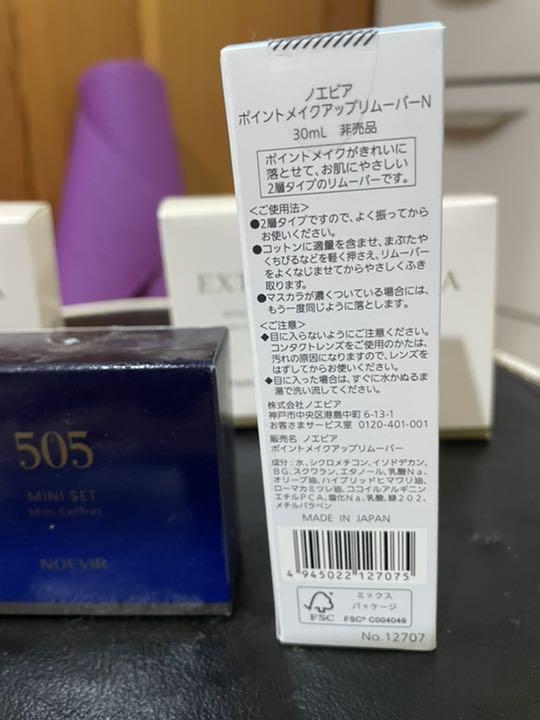 ノエビア
ポイントメイクアップリムーバーN
30mL 非売品
ポイントメイクがきれいに
落とせて、お肌にやさしい
2層タイプのリムーバーです。
<ご使用法>
●2層タイプですので、よく振ってから
お使いください。
●コットンに適量を含ませ、まぶたや
くちびるなどを軽く押さえ、リムーバー
をよくなじませてからやさしくふき
取ります。
●マスカラが濃くついている場合には、
もう一度同じように落とします。
<ご注意>
◆目に入らないようにご注意ください。
コンタクトレンズをご使用のかたは、
汚れの原因になりますので、レンズを
はずしてからお使いください。
◆目に入った場合は、すぐに水かぬるま
湯で洗い流してください。
株式会社ノエビア
神戸市中央区港島中町 6-13-1
お客さまサービス室 0120-401-001
販売名 ノエビア
ポイントメイクアップリムーバー
成分:水、シクロメチコン、イソドデカン、
BG、スクワラン、エタノール、乳酸Na、
オリーブ油、ハイブリッドヒマワリ油、
ローマカミツレ油、ココイルアルギニン
エチルPCA、塩化Na、乳酸、緑202、
メチルパラベン
MADE IN JAPAN
4 945022 127075
FSC
ミックス
パッケージ
FSC® C004049
No.12707
505
MINI SET
Mini Coffret
NOEVIR
EXT
A
A